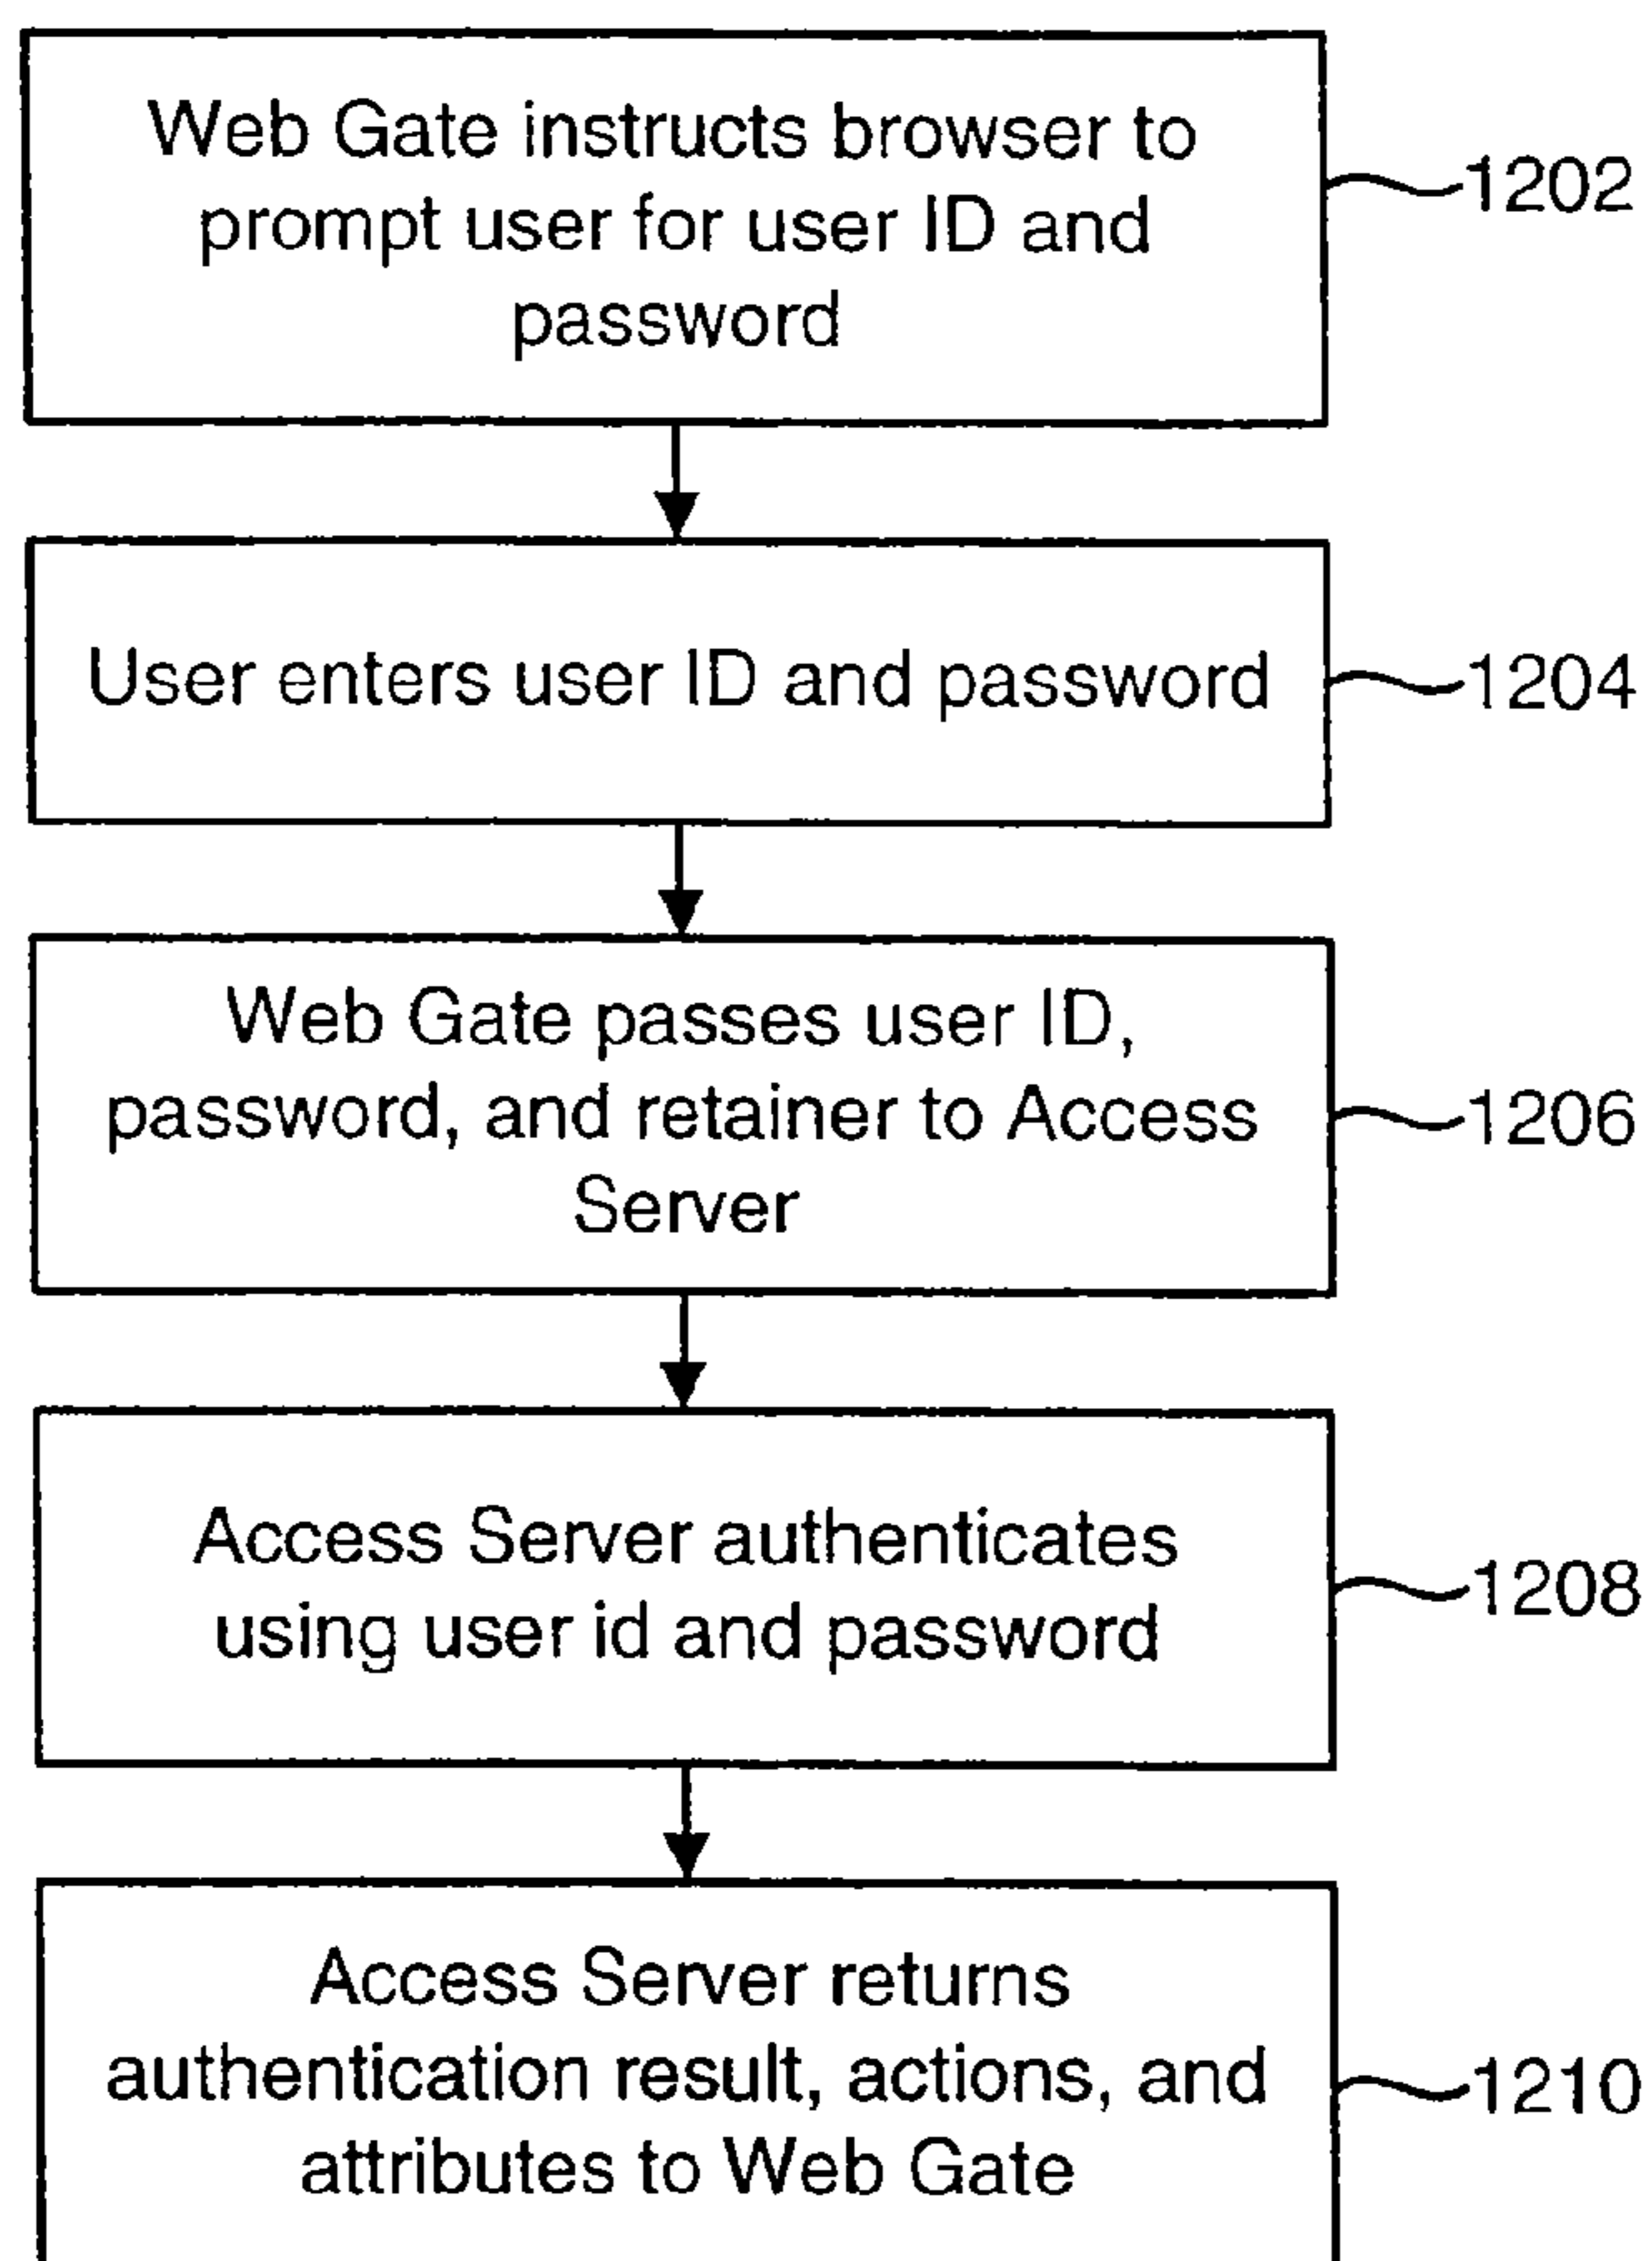 Web Gate instructs browser to
prompt user for user ID and
password
1202
User enters user ID and password
1204
Web Gate passes user ID,
password, and retainer to Access
Server
1206
Access Server authenticates
using user id and password
1208
Access Server returns
authentication result, actions, and
attributes to Web Gate
1210